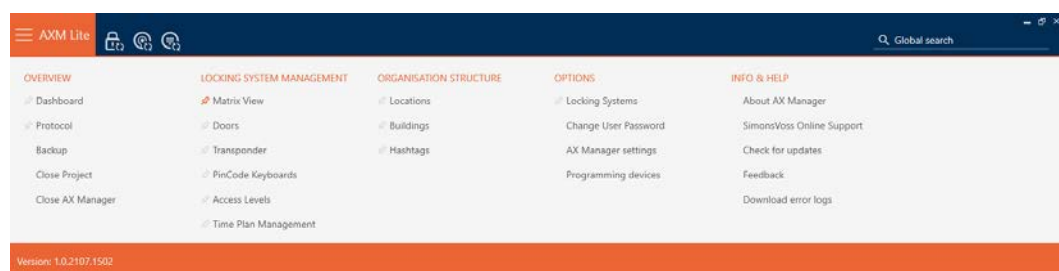 AXM Lite
Global search
OVERVIEW
Dashboard
Protocol
Backup
Close Project
Close AX Manager
LOCKING SYSTEM MANAGEMENT
Matrix View
Doors
Transponder
PinCode Keyboards
Access Levels
Time Plan Management
ORGANISATION STRUCTURE
Locations
Buildings
Hashtags
OPTIONS
Locking Systems
Change User Password
AX Manager settings
Programming devices
INFO & HELP
About AX Manager
SimonsVoss Online Support
Check for updates
Feedback
Download error logs
Version: 1.0.2107.1502